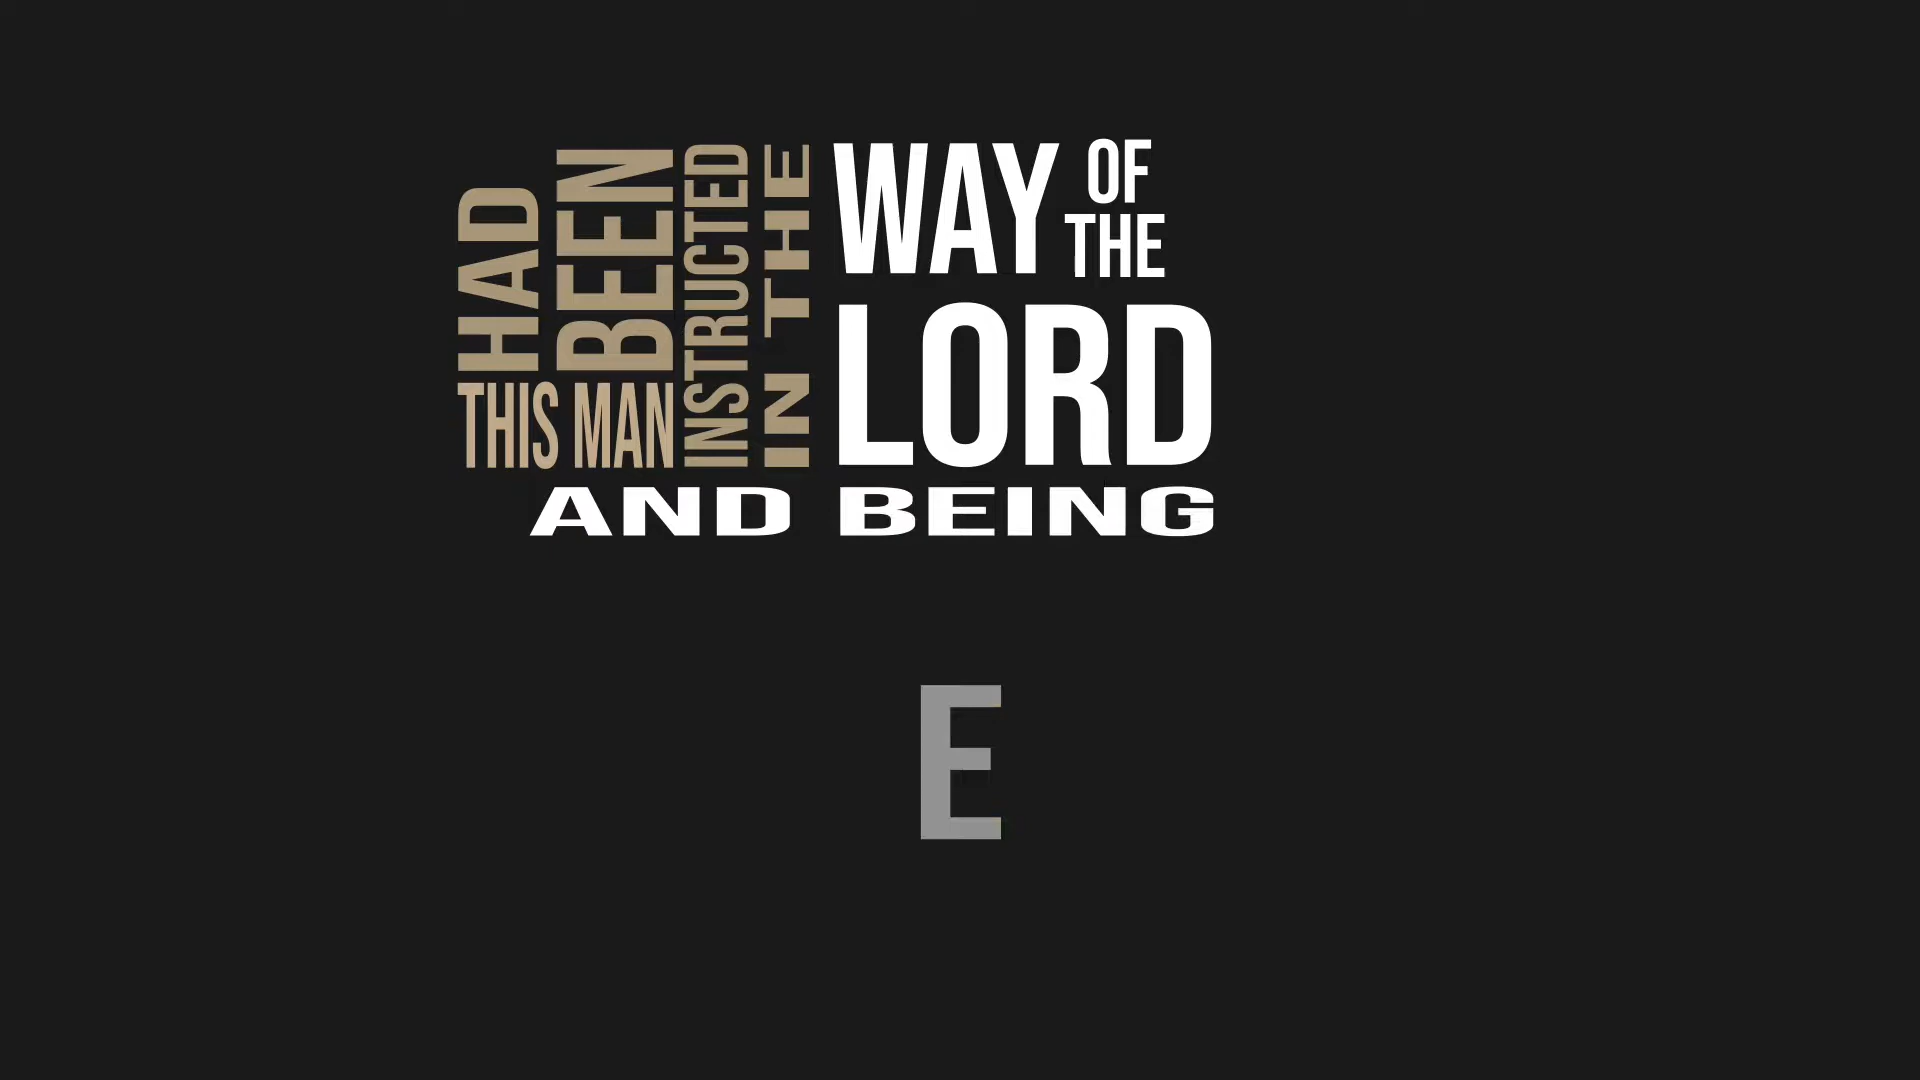 THIS MAN
HAD
BEEN
INSTRUCTED
IN THE
WAY
OF
THE
LORD
AND BEING
E